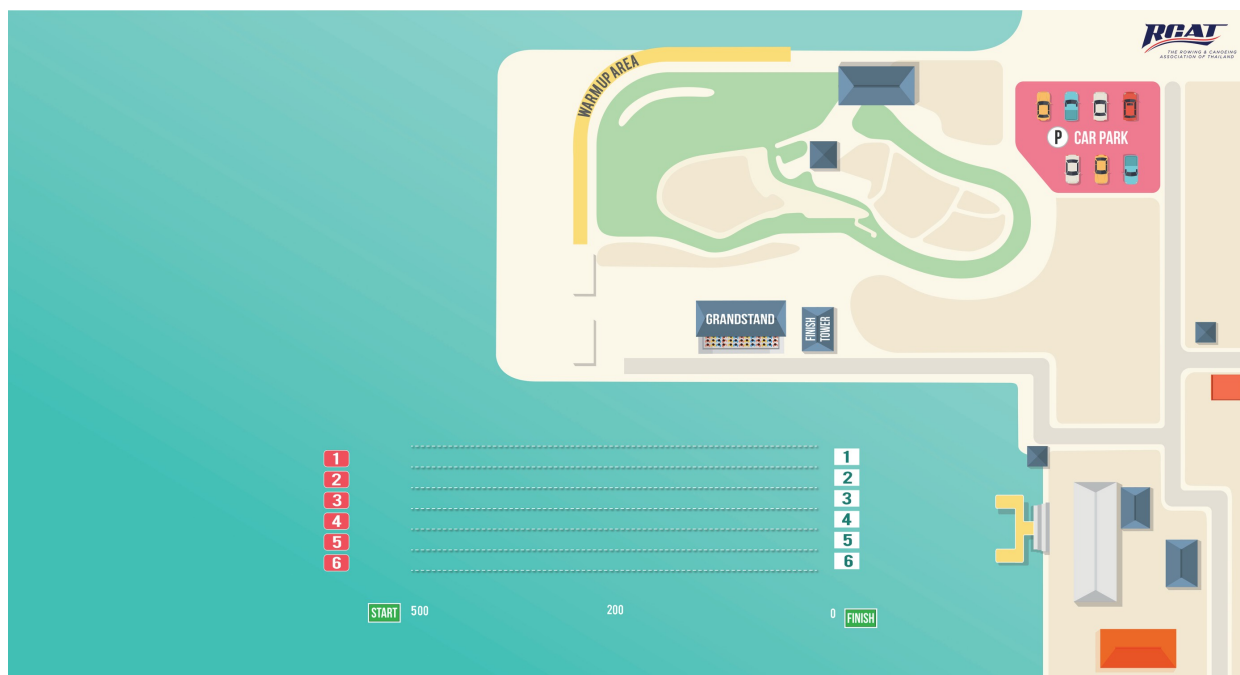 RCAT
THE ROWING & CANOEING
ASSOCIATION OF THAILAND
WARMUP AREA
P CAR PARK
GRANDSTAND
FINISH
TOWER
1 1
2 2
3 3
4 4
5 5
6 6
START 500 200 0 FINISH